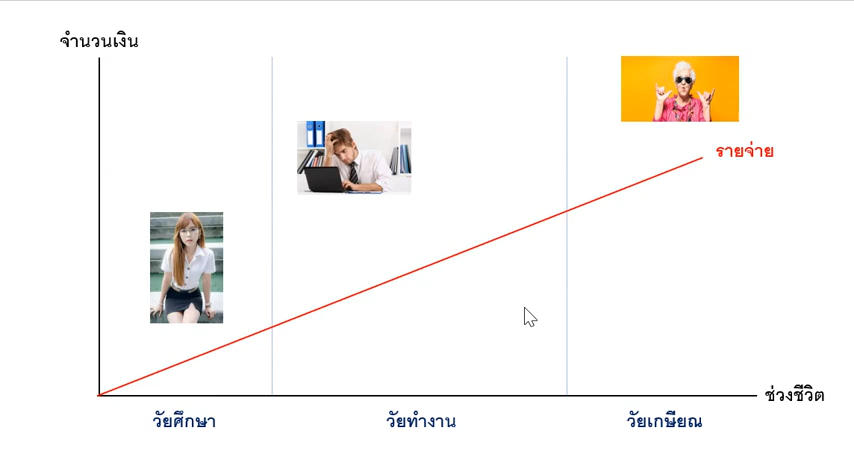 จำนวนเงิน
รายจ่าย
ช่วงชีวิต
วัยศึกษา
วัยทำงาน
วัยเกษียณ